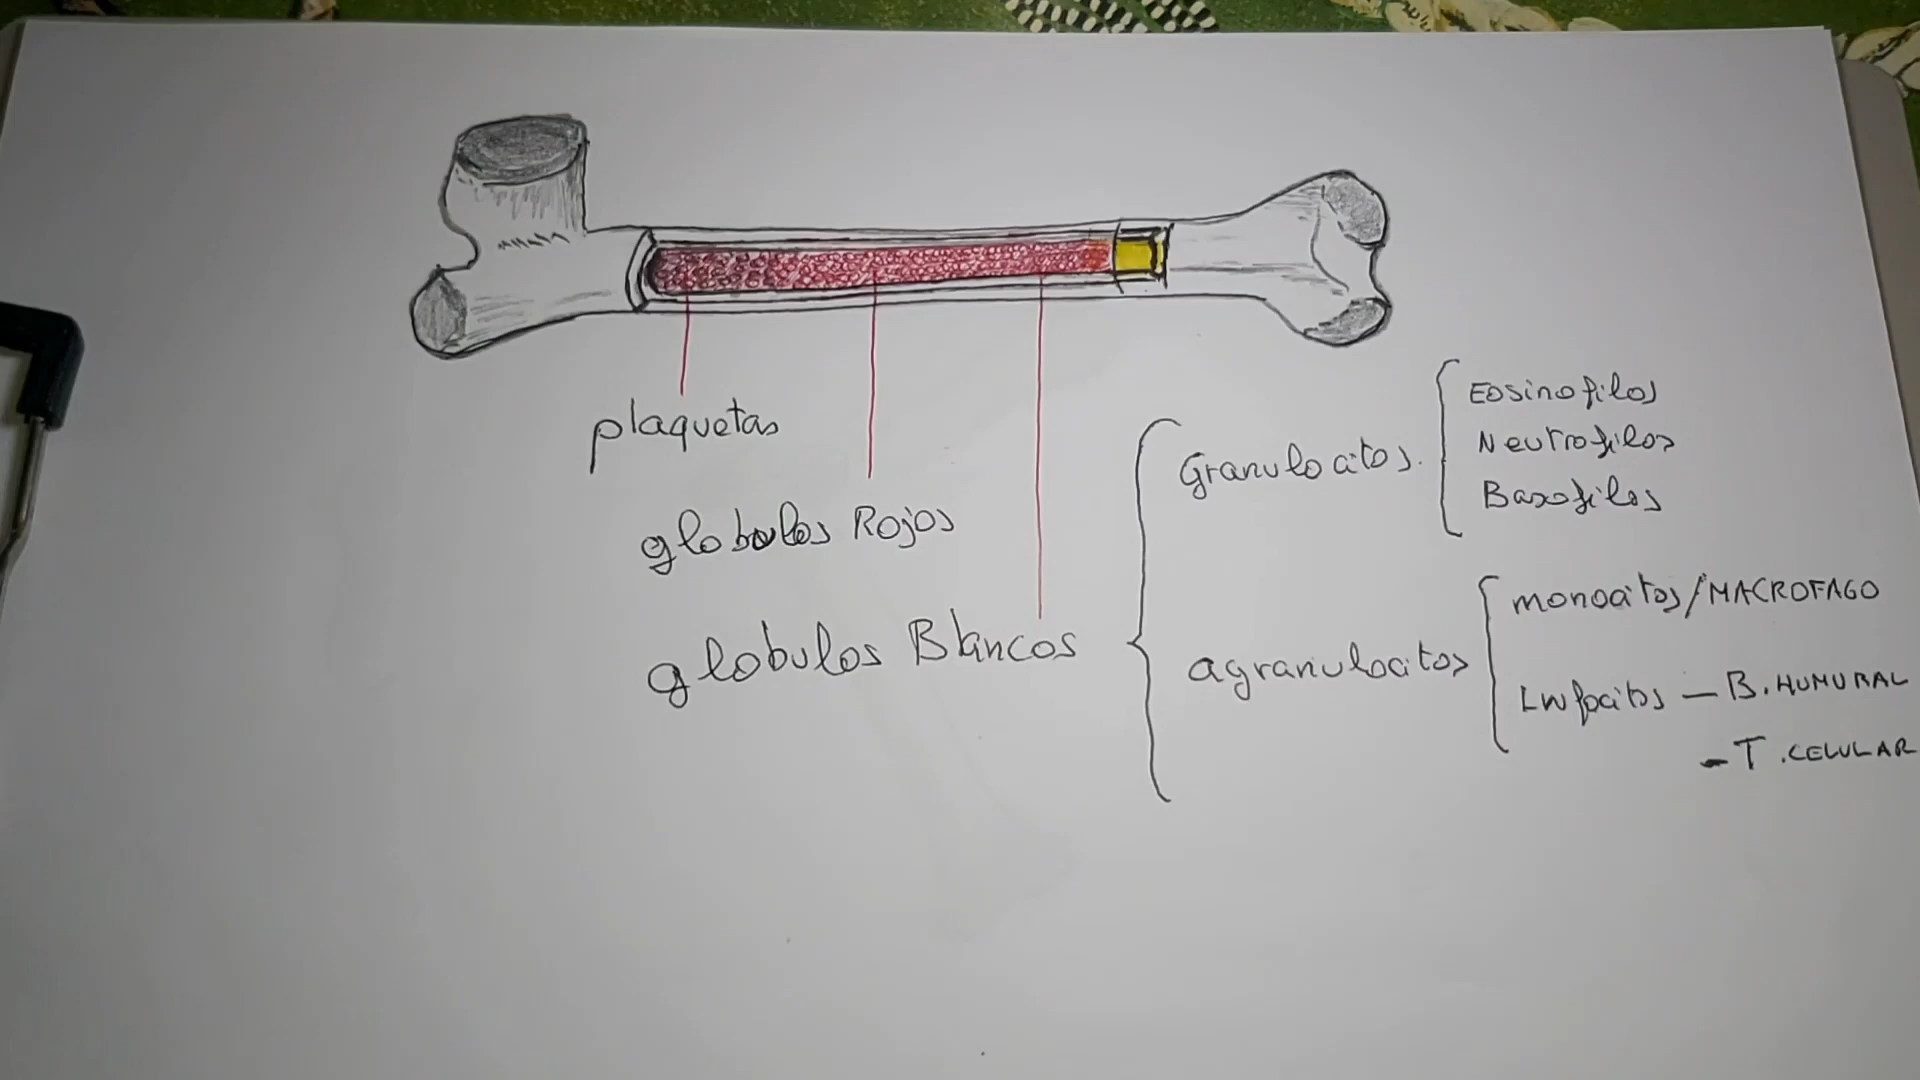 plaquetas
globulos Rojos
globulos Blancos
Granulocitos.
Eosinofilos
Neutrofilos
Basofilos
agranulocitos
monocitos/MACROFAGO
Linfocitos - B. HUMURAL
- T. CELULAR